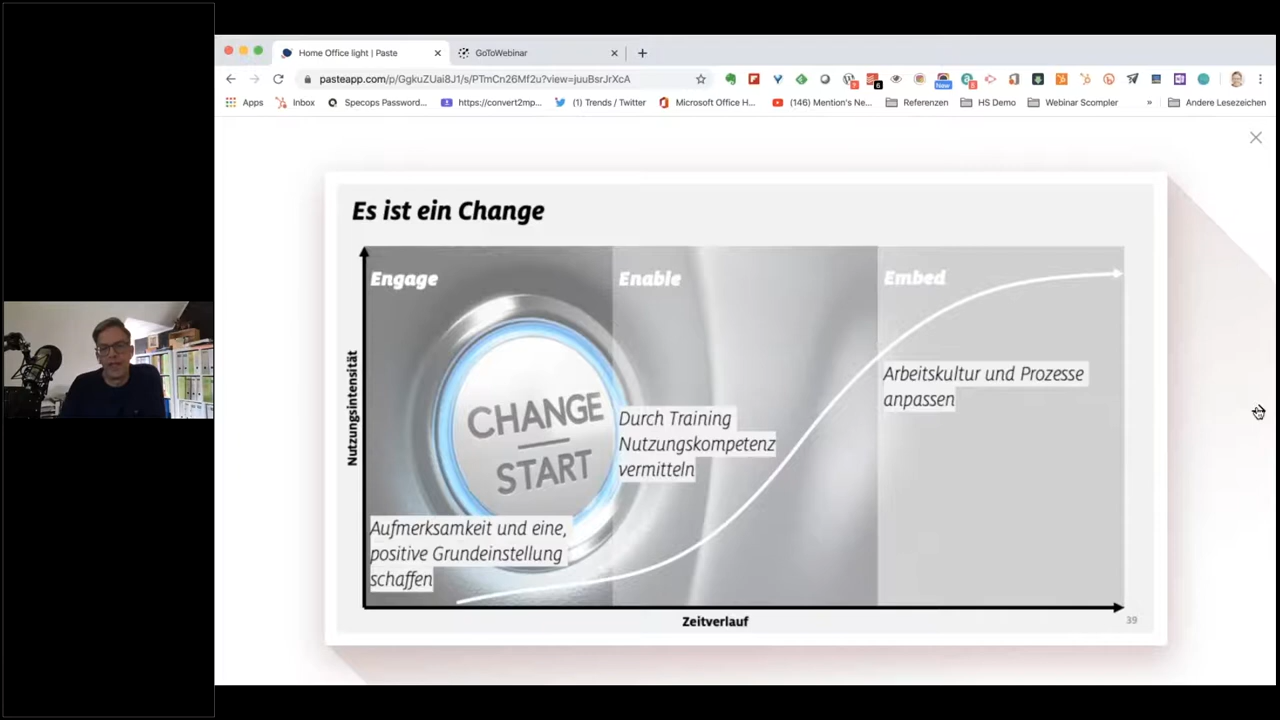 Home Office light | Paste
GoToWebinar
pasteapp.com/p/GgkuZUai8J1/s/PTmCn26Mf2u?view=juuBsrJrXcA
New
6
Apps
Inbox
Specops Password...
https://convert2mp...
(1) Trends / Twitter
Microsoft Office H...
(146) Mention's Ne...
Referenzen
HS Demo
Webinar Scompler
»
Andere Lesezeichen
Es ist ein Change
Engage
Enable
Embed
Nutzungsintensität
CHANGE
START
Aufmerksamkeit und eine,
positive Grundeinstellung
schaffen
Durch Training
Nutzungskompetenz
vermitteln
Arbeitskultur und Prozesse
anpassen
Zeitverlauf
39